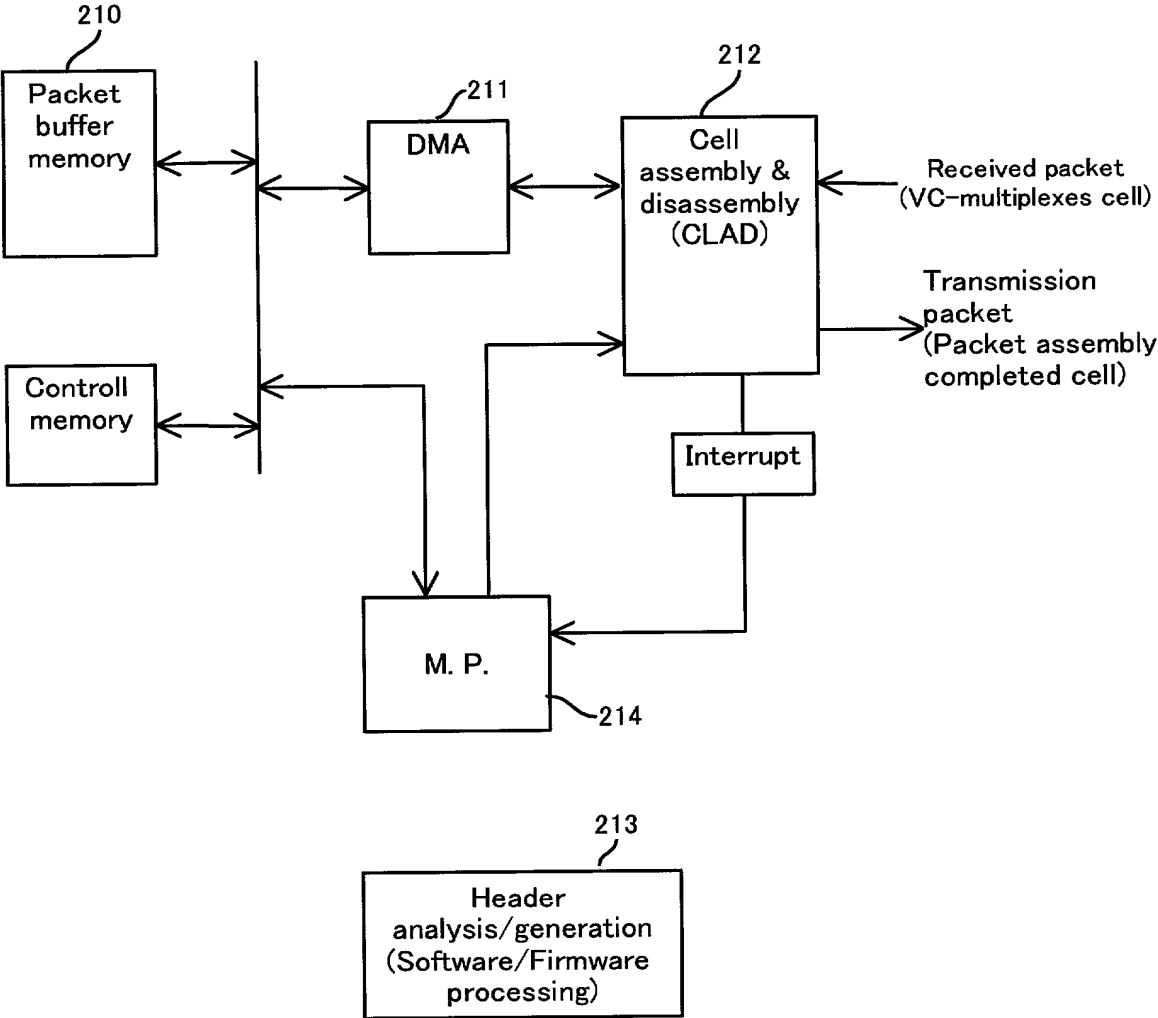 210
Packet
buffer
memory
211
DMA
212
Cell
assembly &
disassembly
(CLAD)
Received packet
(VC-multiplexes cell)
Transmission
packet
(Packet assembly
completed cell)
Controll
memory
Interrupt
M. P.
214
213
Header
analysis/generation
(Software/Firmware
processing)